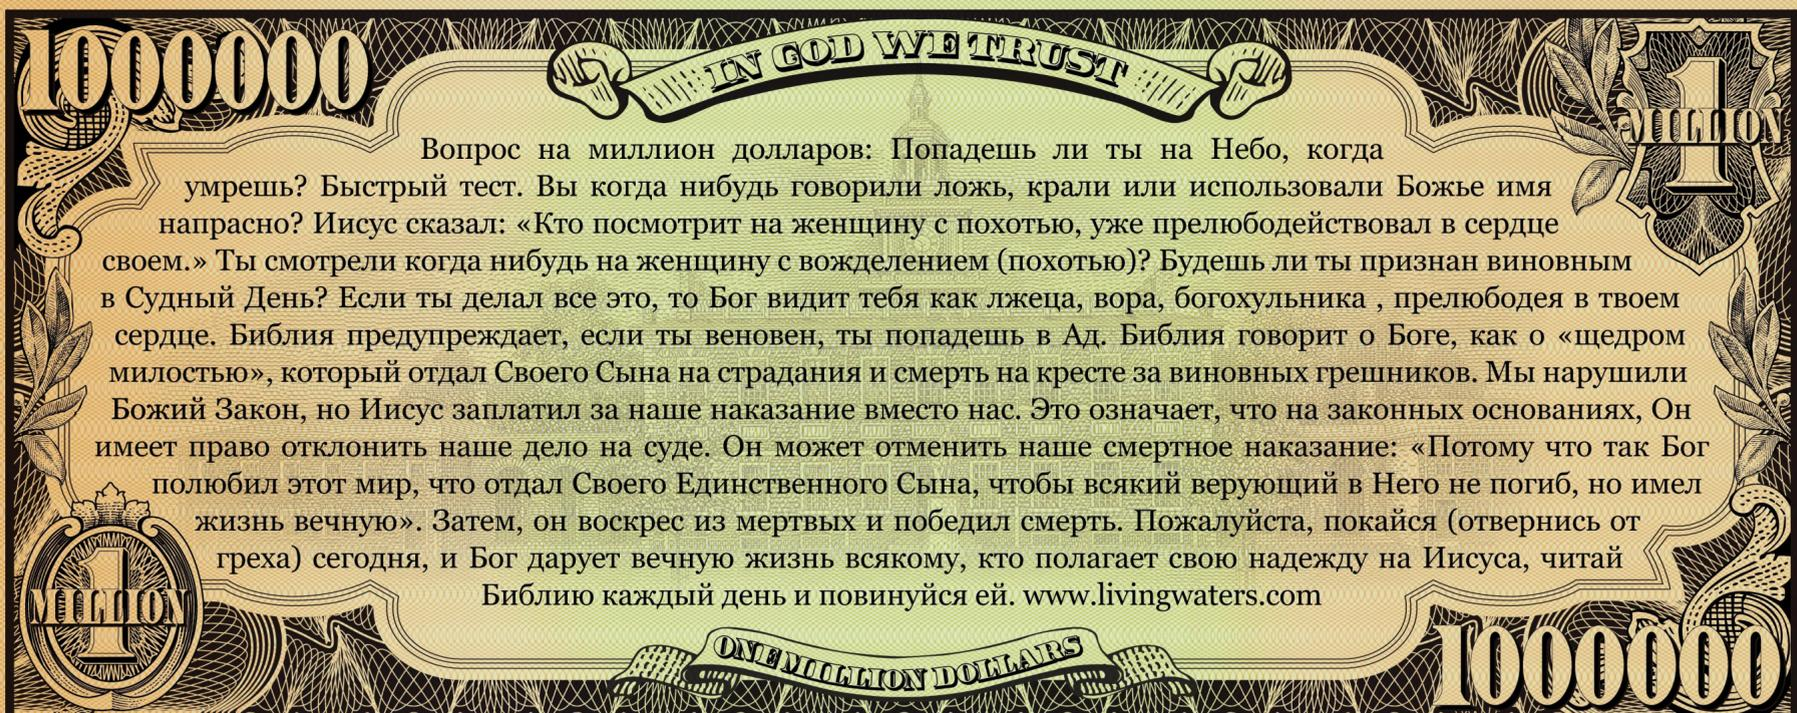 1000000
IN GOD WE TRUST
1
MILLION
Вопрос на миллион долларов: Попадешь ли ты на Небо, когда
умрешь? Быстрый тест. Вы когда нибудь говорили ложь, крали или использовали Божье имя
напрасно? Иисус сказал: «Кто посмотрит на женщину с похотью, уже прелюбодействовал в сердце
своем.» Ты смотрели когда нибудь на женщину с вожделением (похотью)? Будешь ли ты признан виновным
в Судный День? Если ты делал все это, то Бог видит тебя как лжеца, вора, богохульника , прелюбодея в твоем
сердце. Библия предупреждает, если ты веновен, ты попадешь в Ад. Библия говорит о Боге, как о «щедром
милостью», который отдал Своего Сына на страдания и смерть на кресте за виновных грешников. Мы нарушили
Божий Закон, но Иисус заплатил за наше наказание вместо нас. Это означает, что на законных основаниях, Он
имеет право отклонить наше дело на суде. Он может отменить наше смертное наказание: «Потому что так Бог
полюбил этот мир, что отдал Своего Единственного Сына, чтобы всякий верующий в Него не погиб, но имел
жизнь вечную». Затем, он воскрес из мертвых и победил смерть. Пожалуйста, покайся (отвернись от
греха) сегодня, и Бог дарует вечную жизнь всякому, кто полагает свою надежду на Иисуса, читай
Библию каждый день и повинуйся ей. www.livingwaters.com
1
MILLION
ONE MILLION DOLLARS
1000000